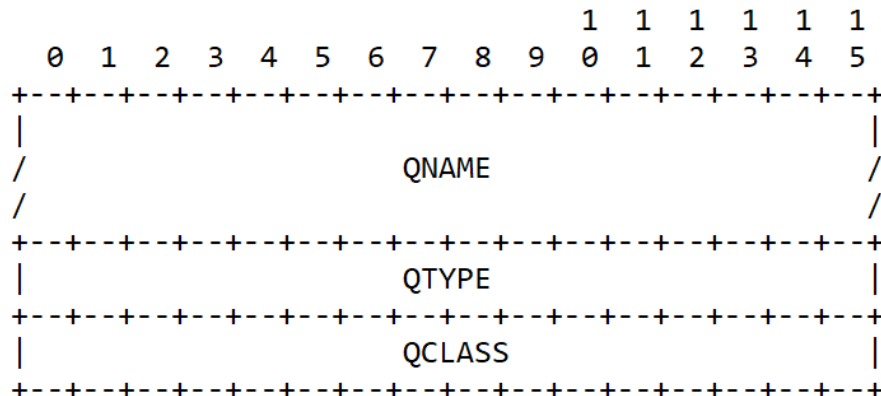 1  1  1  1  1  1
  0  1  2  3  4  5  6  7  8  9  0  1  2  3  4  5
+--+--+--+--+--+--+--+--+--+--+--+--+--+--+--+--+
|                                               |
/                     QNAME                     /
/                                               /
+--+--+--+--+--+--+--+--+--+--+--+--+--+--+--+--+
|                     QTYPE                     |
+--+--+--+--+--+--+--+--+--+--+--+--+--+--+--+--+
|                     QCLASS                    |
+--+--+--+--+--+--+--+--+--+--+--+--+--+--+--+--+